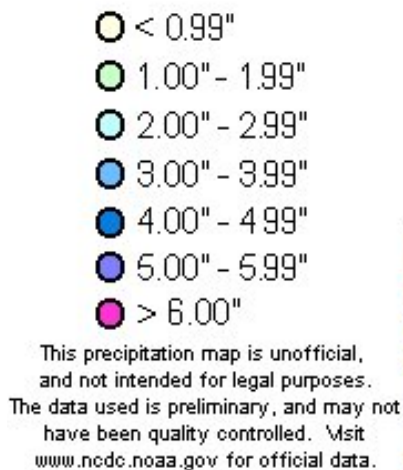 < 0.99"
1.00" - 1.99"
2.00" - 2.99"
3.00" - 3.99"
4.00" - 4.99"
5.00" - 5.99"
> 6.00"
This precipitation map is unofficial,
and not intended for legal purposes.
The data used is preliminary, and may not
have been quality controlled. Visit
www.ncdc.noaa.gov for official data.